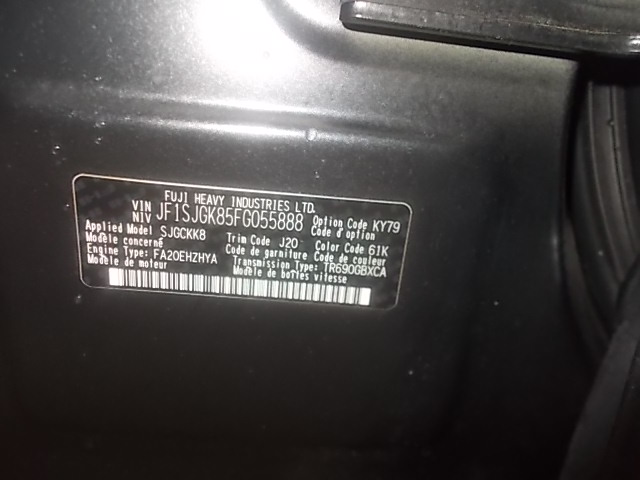 FUJI HEAVY INDUSTRIES LTD.
VIN NIV JF1SJGK85FG055888 Option Code KY79
Code d'option
Applied Model SJGCKK8 Trim Code J20 Color Code 61K
Modèle concerné Code de garniture Code de couleur
Engine Type: FA20EHZHYA Transmission Type: TR690GBXCA
Modèle de moteur Modèle de boîtes vitesse